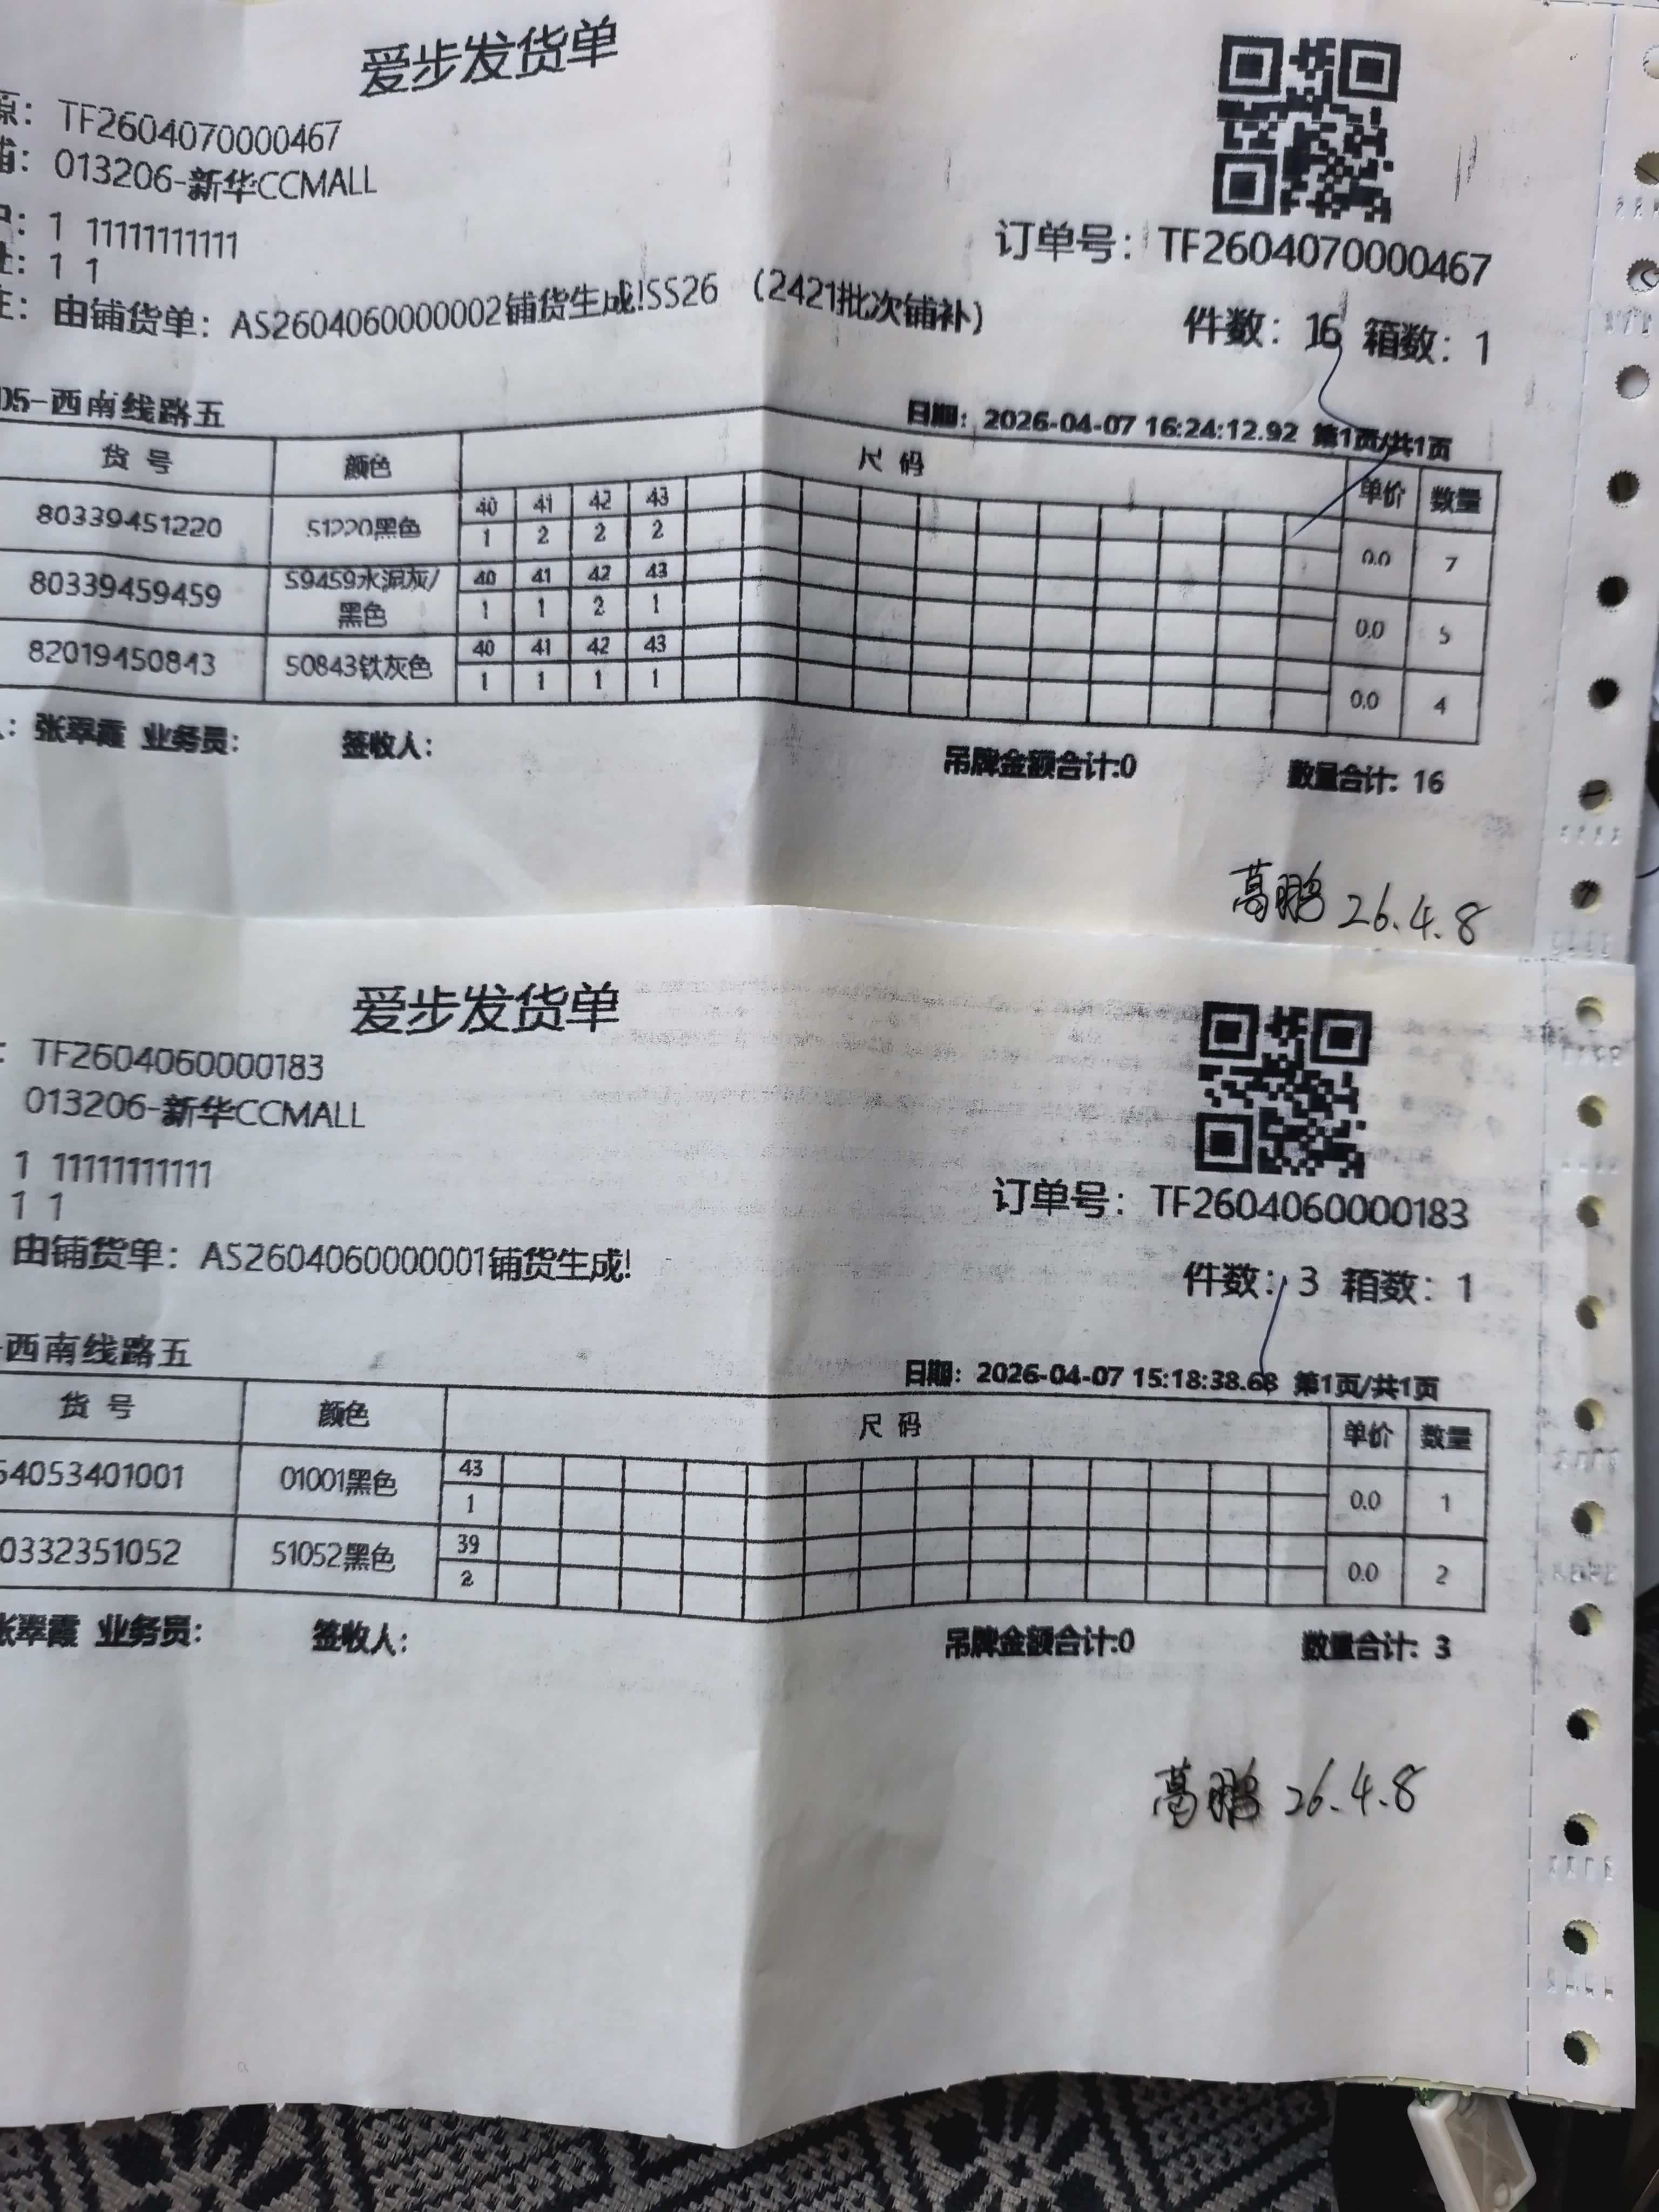 爱步发货单
源：TF2604070000467
013206-新华CCMALL
1 11111111111
1 1
由铺货单：AS2604060000002铺货生成!SS26 （2421批次铺补）
订单号：TF2604070000467
件数：16 箱数：1
05-西南线路五
日期：2026-04-07 16:24:12.92 第1页/共1页
货号 颜色 尺码 单价 数量
40 41 42 43
80339451220 51220黑色 1 2 2 2 0.0 7
40 41 42 43
80339459459 59459水泥灰/黑色 1 1 2 1 0.0 5
40 41 42 43
82019450843 50843铁灰色 1 1 1 1 0.0 4
张翠霞 业务员： 签收人： 吊牌金额合计:0 数量合计：16
葛鹏 26.4.8
爱步发货单
TF2604060000183
013206-新华CCMALL
1 11111111111
1 1
由铺货单：AS2604060000001铺货生成!
订单号：TF2604060000183
件数：3 箱数：1
-西南线路五
日期：2026-04-07 15:18:38.68 第1页/共1页
货号 颜色 尺码 单价 数量
43
54053401001 01001黑色 1 0.0 1
39
0332351052 51052黑色 2 0.0 2
张翠霞 业务员： 签收人： 吊牌金额合计:0 数量合计：3
葛鹏 26.4.8